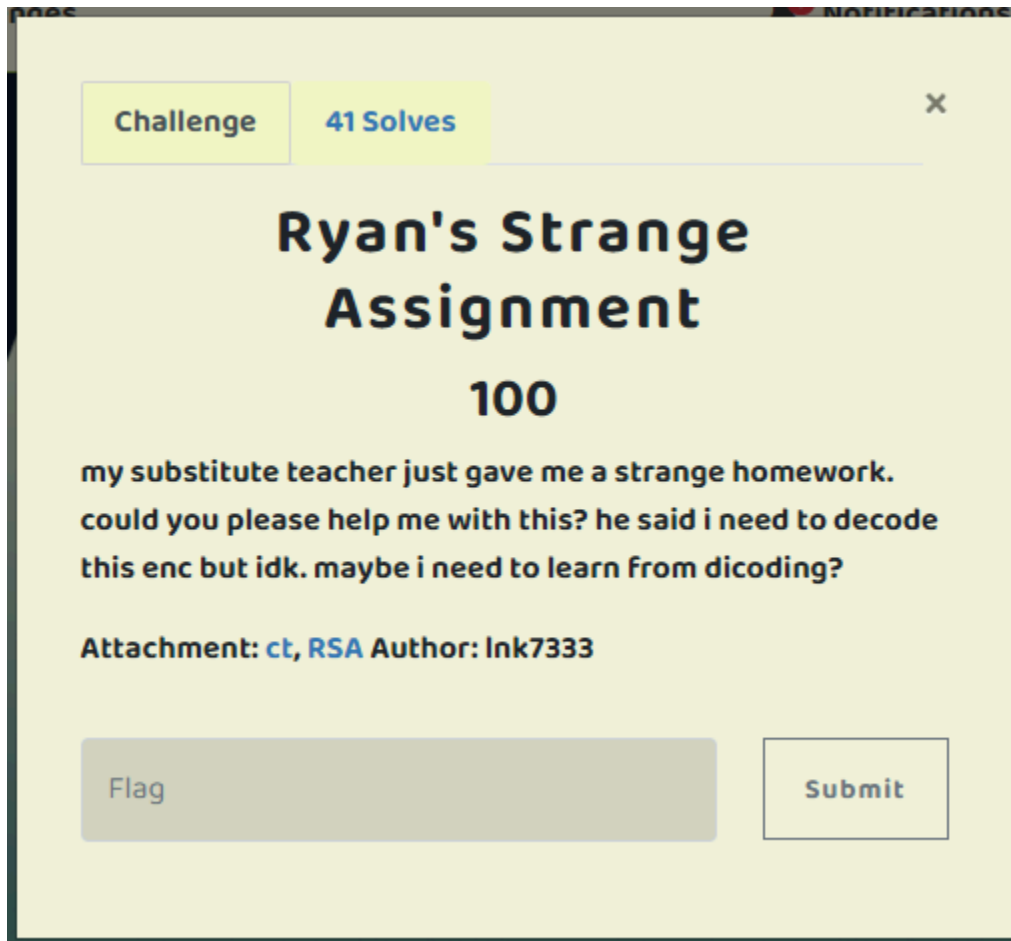 Notifications
Challenge
41 Solves
×
Ryan's Strange
Assignment
100
my substitute teacher just gave me a strange homework.
could you please help me with this? he said i need to decode
this enc but idk. maybe i need to learn from dicoding?
Attachment: ct, RSA Author: lnk7333
Flag
Submit